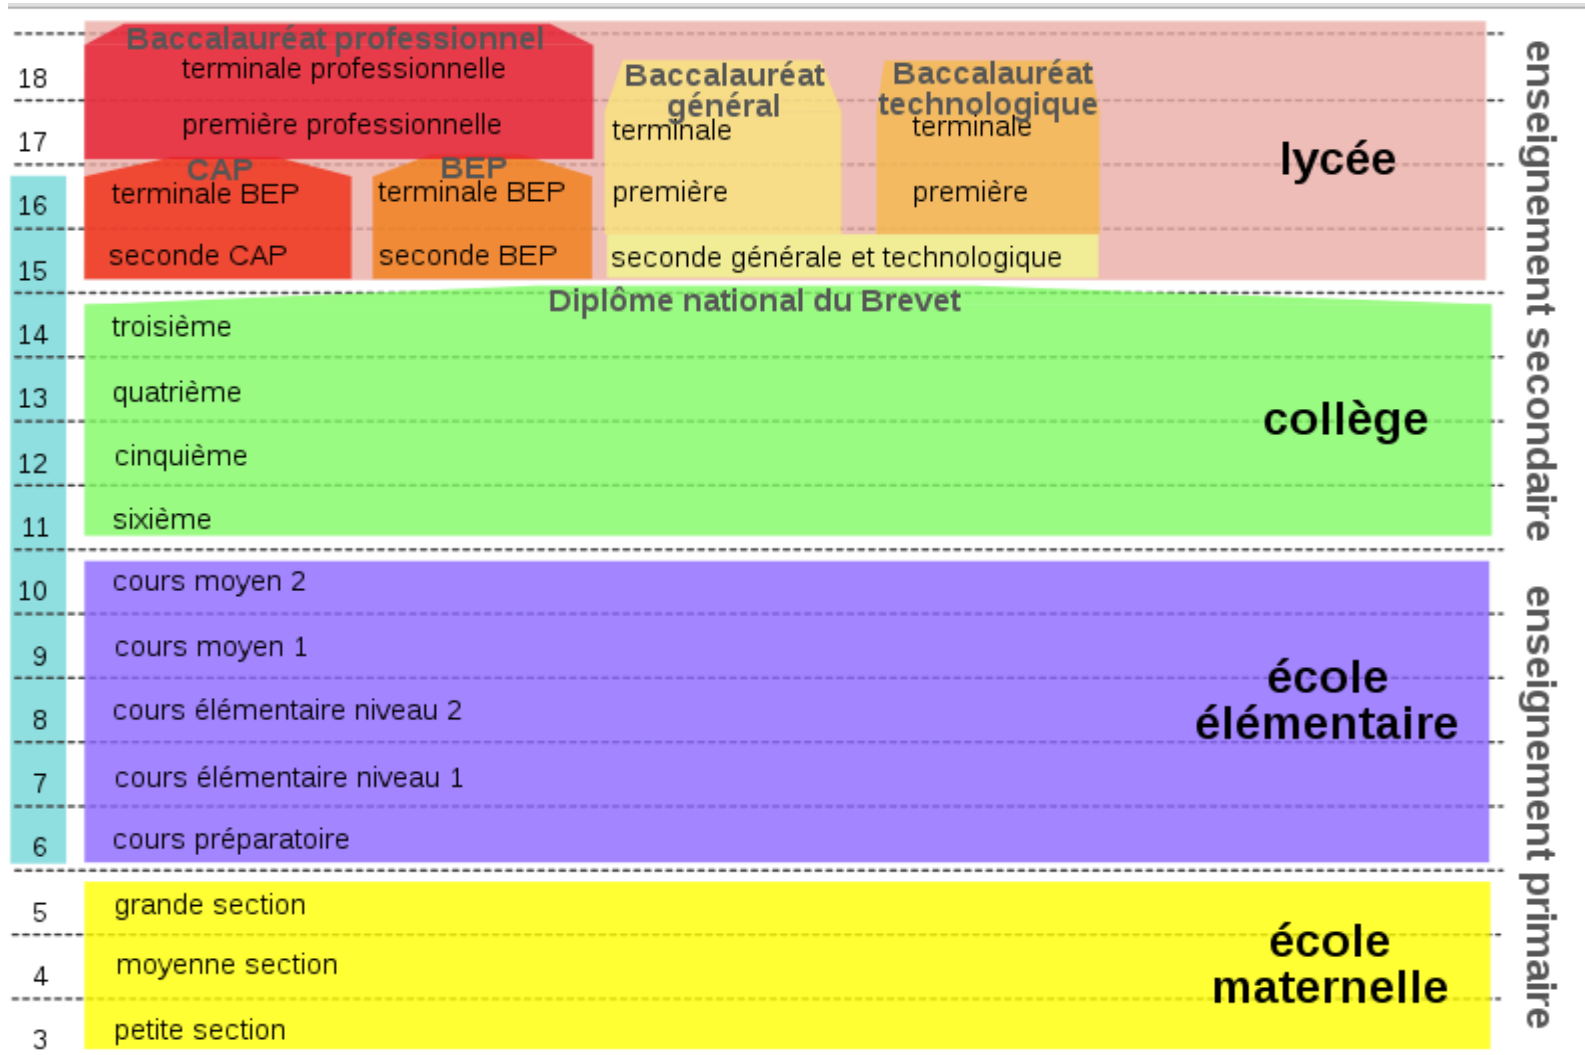 Baccalauréat professionnel
18
terminale professionnelle
Baccalauréat
général
Baccalauréat
technologique
17
première professionnelle
terminale
terminale
lycée
CAP
BEP
16
terminale BEP
terminale BEP
première
première
15
seconde CAP
seconde BEP
seconde générale et technologique
Diplôme national du Brevet
14
troisième
13
quatrième
collège
12
cinquième
11
sixième
enseignement secondaire
10
cours moyen 2
9
cours moyen 1
école
élémentaire
8
cours élémentaire niveau 2
7
cours élémentaire niveau 1
6
cours préparatoire
5
grande section
école
maternelle
4
moyenne section
3
petite section
enseignement primaire